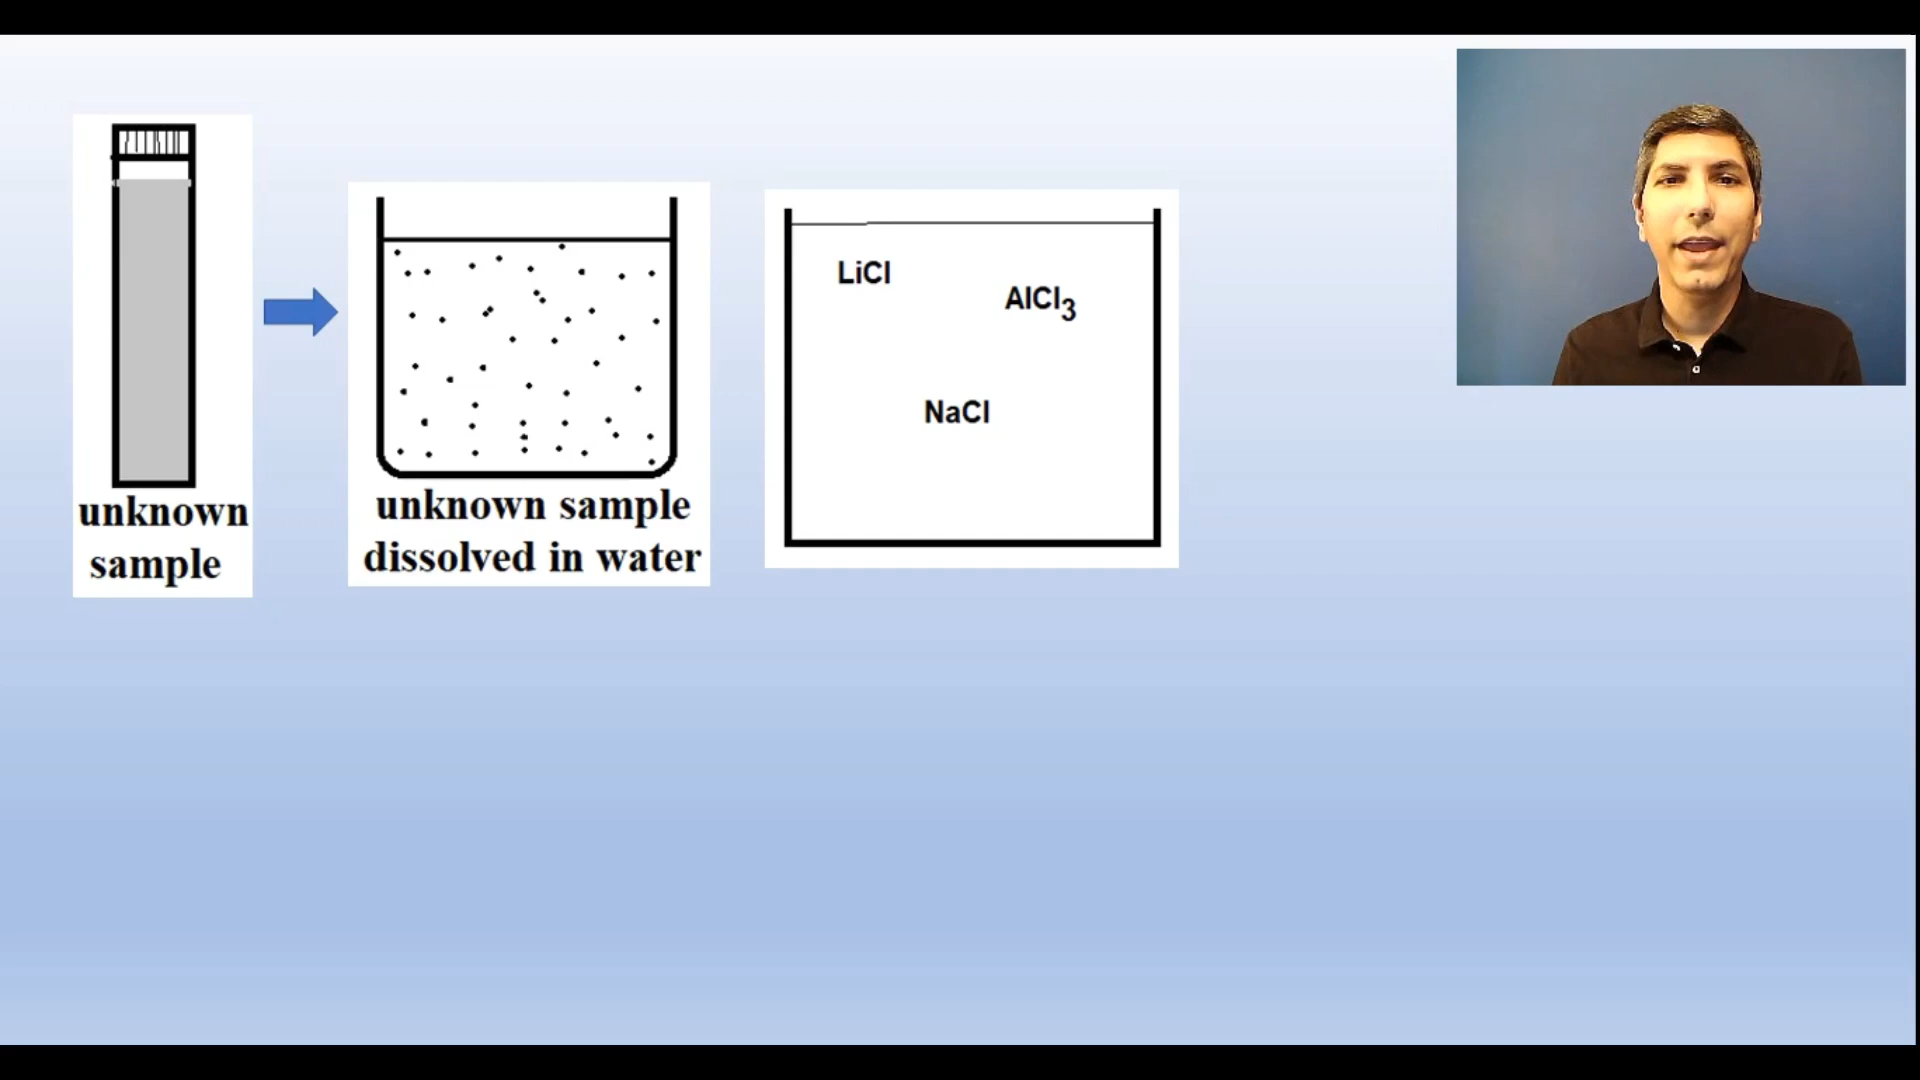 unknown
sample
unknown sample
dissolved in water
LiCl
AlCl3
NaCl